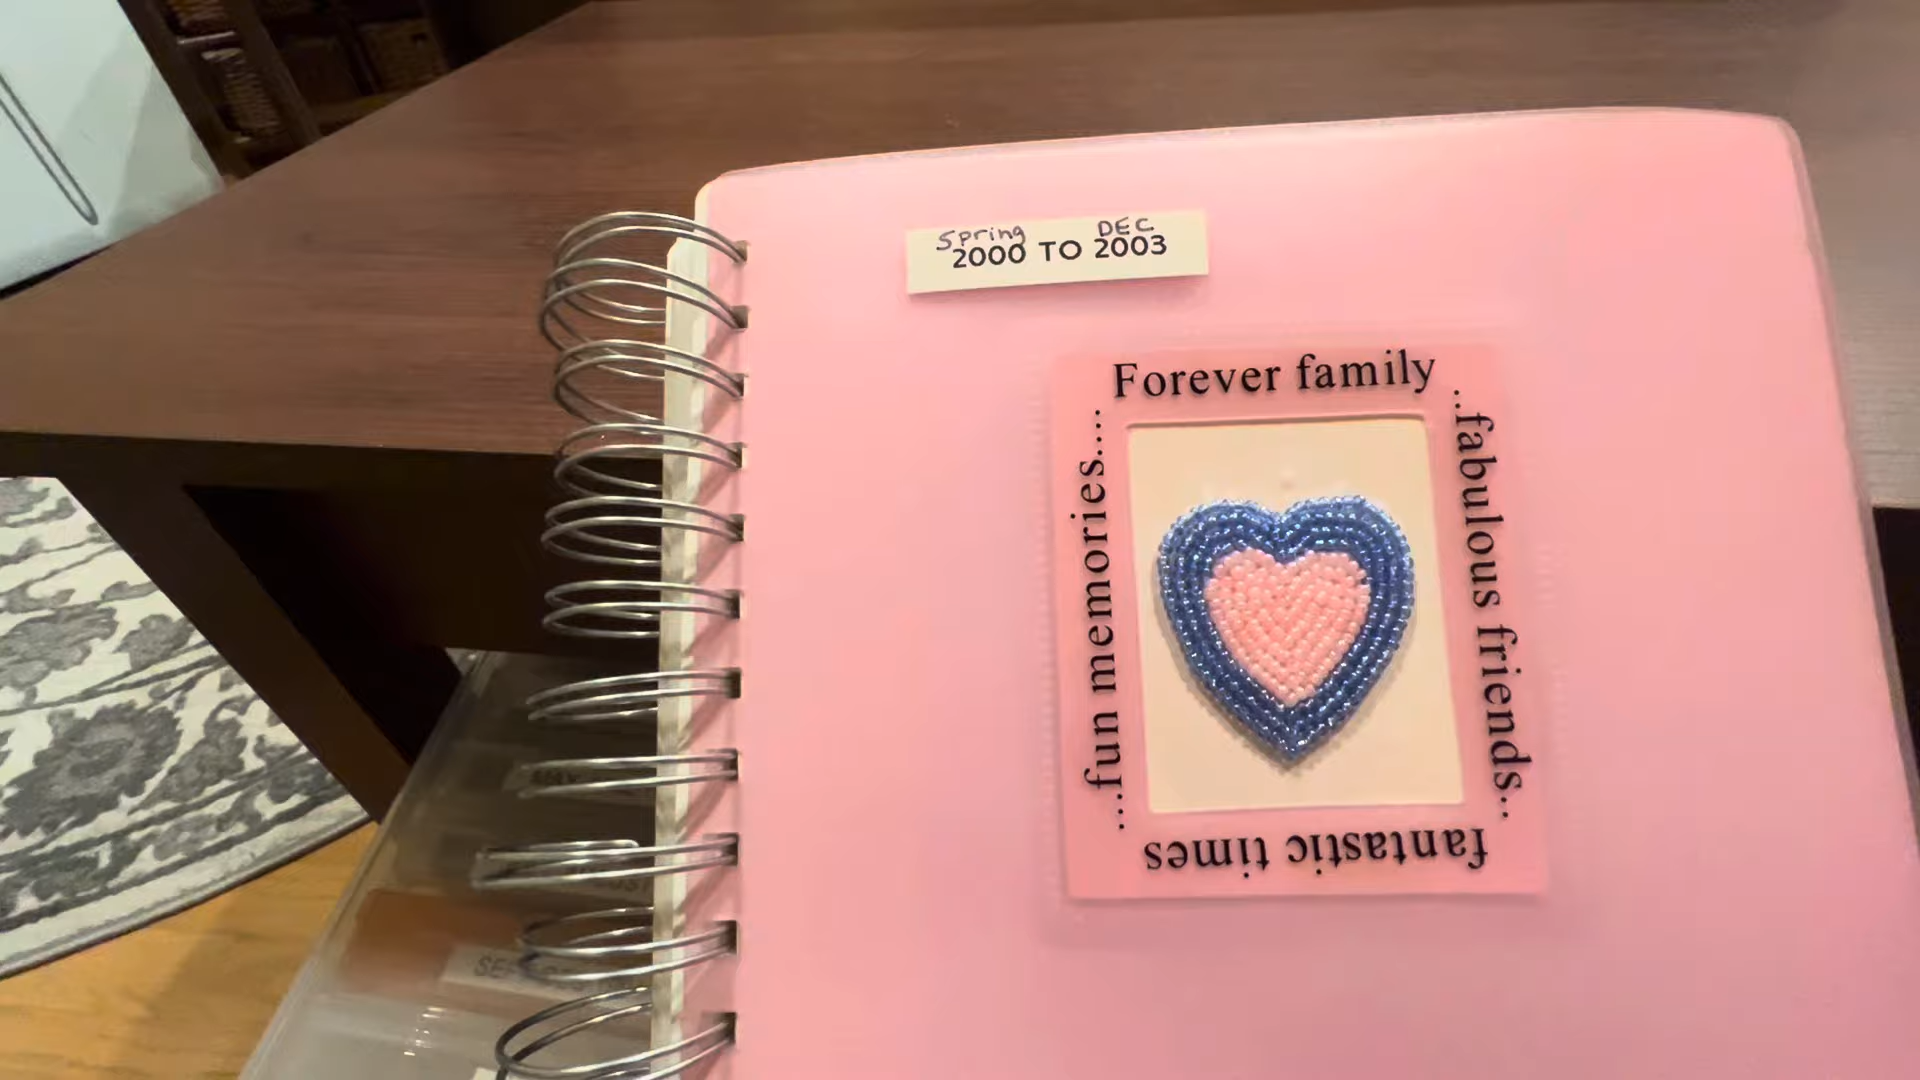 Spring DEC
2000 TO 2003
Forever family
...fabulous friends...
fantastic times
...fun memories....